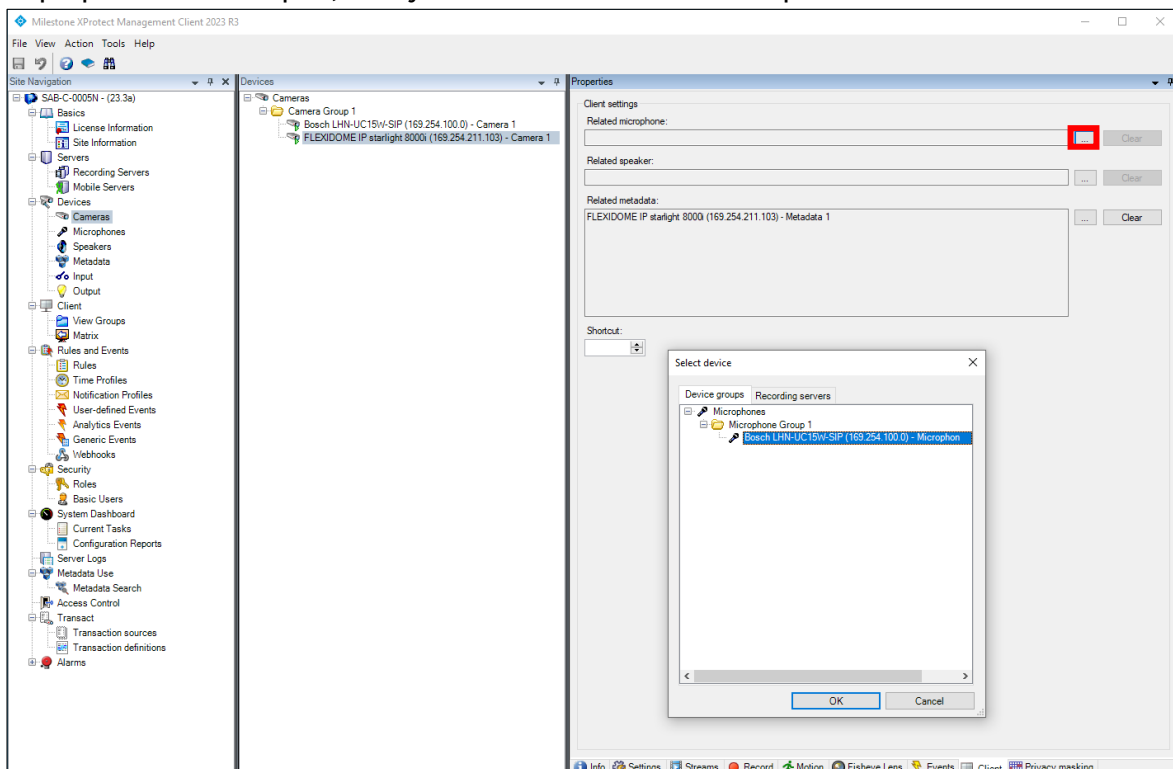 Milestone XProtect Management Client 2023 R3
File View Action Tools Help
Site Navigation
SAB-C-0005N - (23.3a)
Basics
License Information
Site Information
Servers
Recording Servers
Mobile Servers
Devices
Cameras
Microphones
Speakers
Metadata
Input
Output
Client
View Groups
Matrix
Rules and Events
Rules
Time Profiles
Notification Profiles
User-defined Events
Analytics Events
Generic Events
Webhooks
Security
Roles
Basic Users
System Dashboard
Current Tasks
Configuration Reports
Server Logs
Metadata Use
Metadata Search
Access Control
Transact
Transaction sources
Transaction definitions
Alarms
Devices
Cameras
Camera Group 1
Bosch LHN-UC15W-SIP (169.254.100.0) - Camera 1
FLEXIDOME IP starlight 8000i (169.254.211.103) - Camera 1
Properties
Client settings
Related microphone:
... Clear
Related speaker:
... Clear
Related metadata:
FLEXIDOME IP starlight 8000i (169.254.211.103) - Metadata 1
... Clear
Shortcut:
Select device
Device groups Recording servers
Microphones
Microphone Group 1
Bosch LHN-UC15W-SIP (169.254.100.0) - Microphon
OK Cancel
Info Settings Streams Record Motion Fisheye Lens Events Client Privacy masking